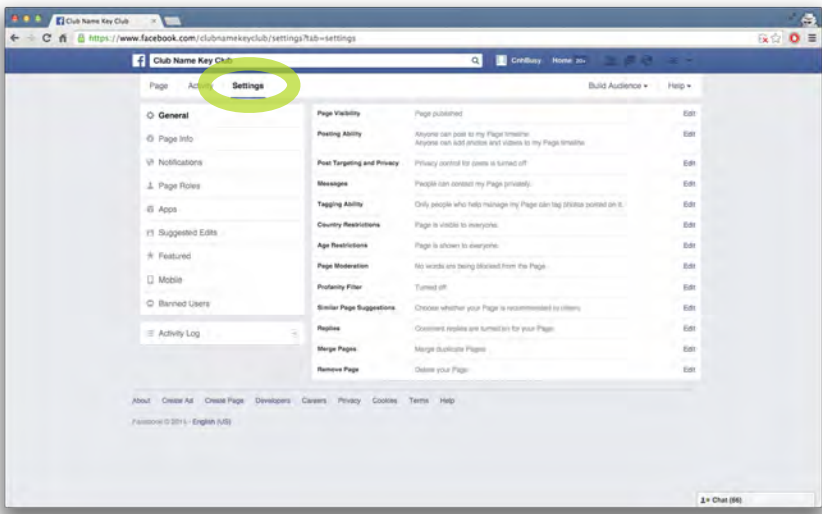 Club Name Key Club
https://www.facebook.com/clubnamekeyclub/settings?tab=settings
Club Name Key Club
Home 20+
Page Activity Settings Build Audience Help
General
Page Info
Notifications
Page Roles
Apps
Suggested Edits
Featured
Mobile
Banned Users
Activity Log
Page Visibility Page published Edit
Posting Ability Anyone can post to my Page timeline Edit
Anyone can add photos and videos to my Page timeline
Post Targeting and Privacy Privacy control for posts is turned off Edit
Messages People can contact my Page privately. Edit
Tagging Ability Only people who help manage my Page can tag photos posted on it. Edit
Country Restrictions Page is visible to everyone. Edit
Age Restrictions Page is shown to everyone. Edit
Page Moderation No words are being blocked from the Page. Edit
Profanity Filter Turned off Edit
Similar Page Suggestions Choose whether your Page is recommended to others Edit
Replies Comment replies are turned on for your Page Edit
Merge Pages Merge duplicate Pages Edit
Remove Page Delete your Page Edit
About Create Ad Create Page Developers Careers Privacy Cookies Terms Help
Facebook © 2015 · English (US)
Chat (66)